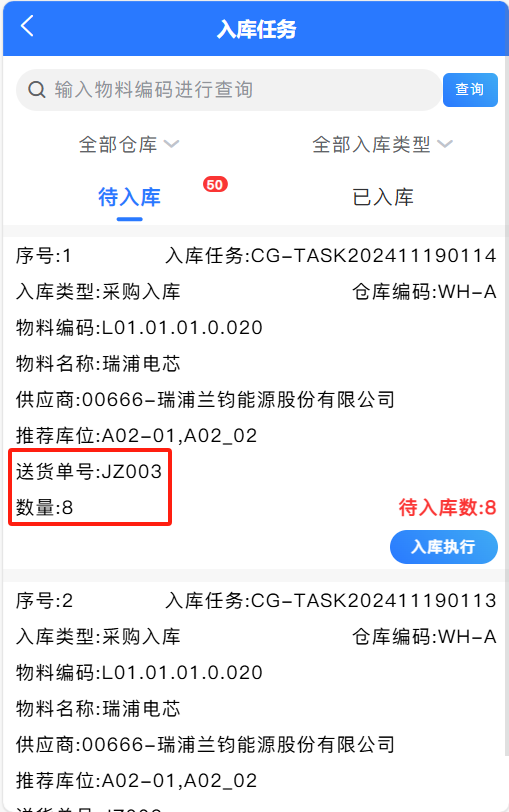 入库任务
输入物料编码进行查询
查询
全部仓库 全部入库类型
待入库 50 已入库
序号:1 入库任务:CG-TASK202411190114
入库类型:采购入库 仓库编码:WH-A
物料编码:L01.01.01.0.020
物料名称:瑞浦电芯
供应商:00666-瑞浦兰钧能源股份有限公司
推荐库位:A02-01,A02_02
送货单号:JZ003
数量:8 待入库数:8
入库执行
序号:2 入库任务:CG-TASK202411190113
入库类型:采购入库 仓库编码:WH-A
物料编码:L01.01.01.0.020
物料名称:瑞浦电芯
供应商:00666-瑞浦兰钧能源股份有限公司
推荐库位:A02-01,A02_02